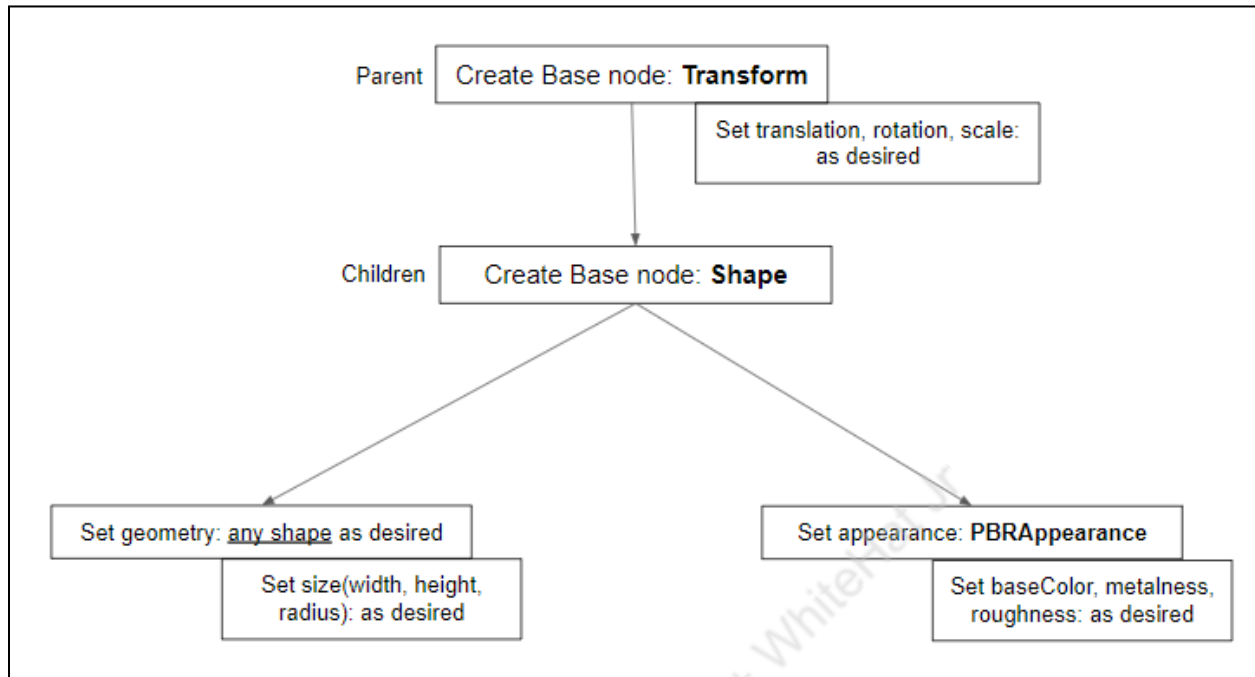 Parent
Create Base node: Transform
Set translation, rotation, scale:
as desired
Children
Create Base node: Shape
Set geometry: any shape as desired
Set size(width, height,
radius): as desired
Set appearance: PBRAppearance
Set baseColor, metalness,
roughness: as desired
WhiteHat Jr